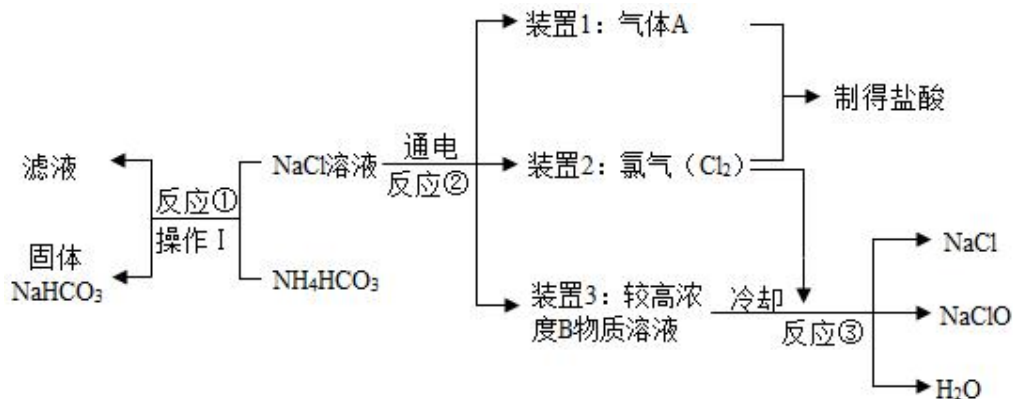 装置1：气体A
制得盐酸
滤液
NaCl溶液
通电
反应②
装置2：氯气（Cl₂）
反应①
操作Ⅰ
固体
NaHCO₃
NH₄HCO₃
装置3：较高浓
度B物质溶液
冷却
反应③
NaCl
NaClO
H₂O